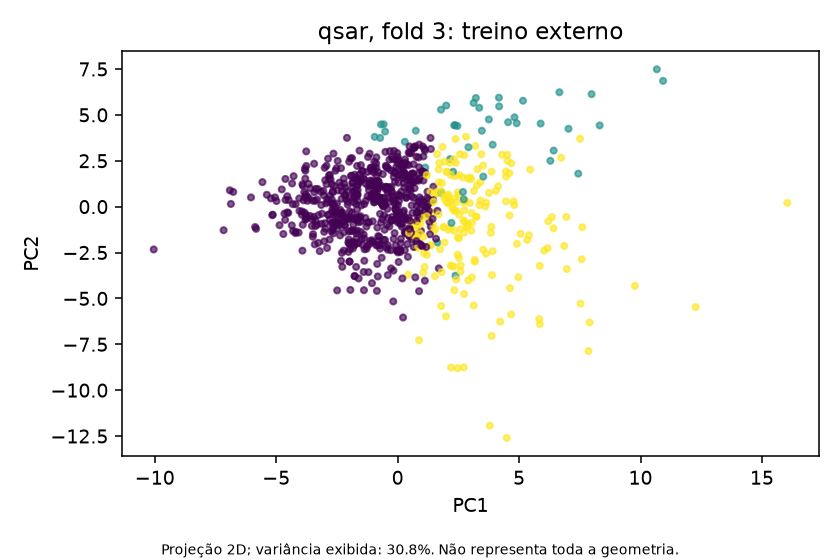 qsar, fold 3: treino externo
7.5
5.0
2.5
0.0
−2.5
−5.0
−7.5
−10.0
−12.5
PC2
−10 −5 0 5 10 15
PC1
Projeção 2D; variância exibida: 30.8%. Não representa toda a geometria.